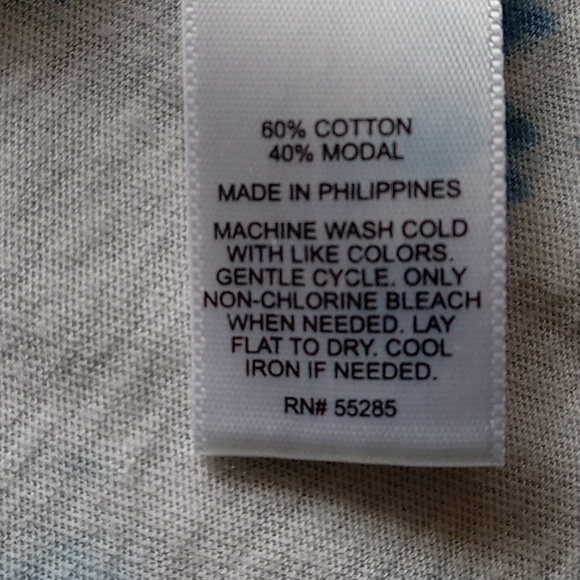 60% COTTON
40% MODAL
MADE IN PHILIPPINES
MACHINE WASH COLD
WITH LIKE COLORS.
GENTLE CYCLE. ONLY
NON-CHLORINE BLEACH
WHEN NEEDED. LAY
FLAT TO DRY. COOL
IRON IF NEEDED.
RN# 55285